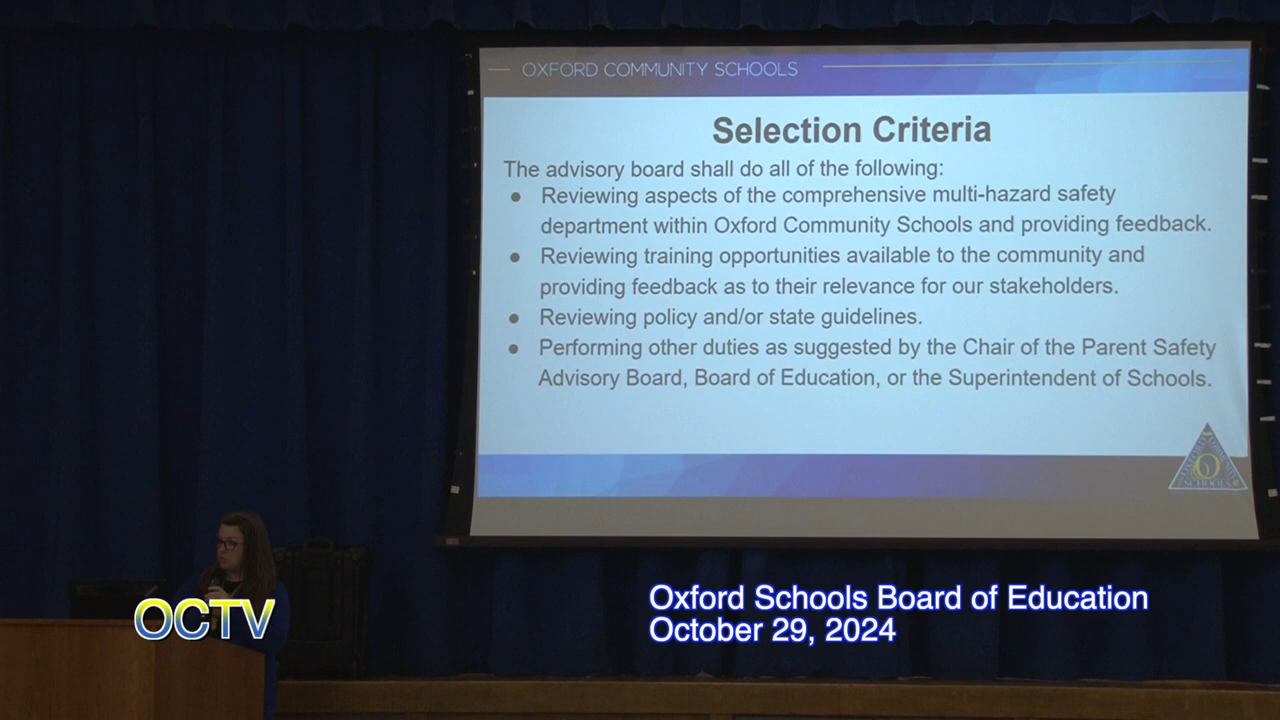 OXFORD COMMUNITY SCHOOLS
Selection Criteria
The advisory board shall do all of the following:
● Reviewing aspects of the comprehensive multi-hazard safety
department within Oxford Community Schools and providing feedback.
● Reviewing training opportunities available to the community and
providing feedback as to their relevance for our stakeholders.
● Reviewing policy and/or state guidelines.
● Performing other duties as suggested by the Chair of the Parent Safety
Advisory Board, Board of Education, or the Superintendent of Schools.
OXFORD COMMUNITY
O
SCHOOLS
OCTV
Oxford Schools Board of Education
October 29, 2024